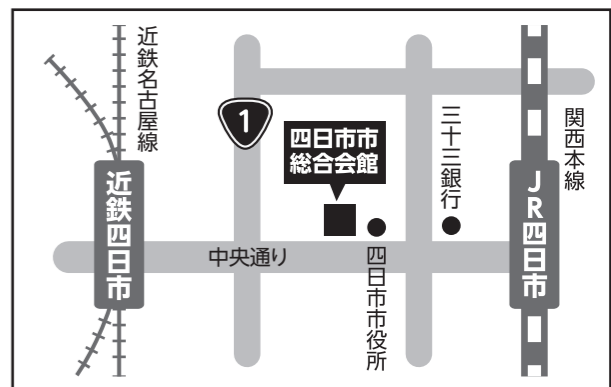 近鉄名古屋線
1
四日市市
総合会館
三十三銀行
関西本線
近鉄四日市
JR四日市
中央通り
四日市市役所